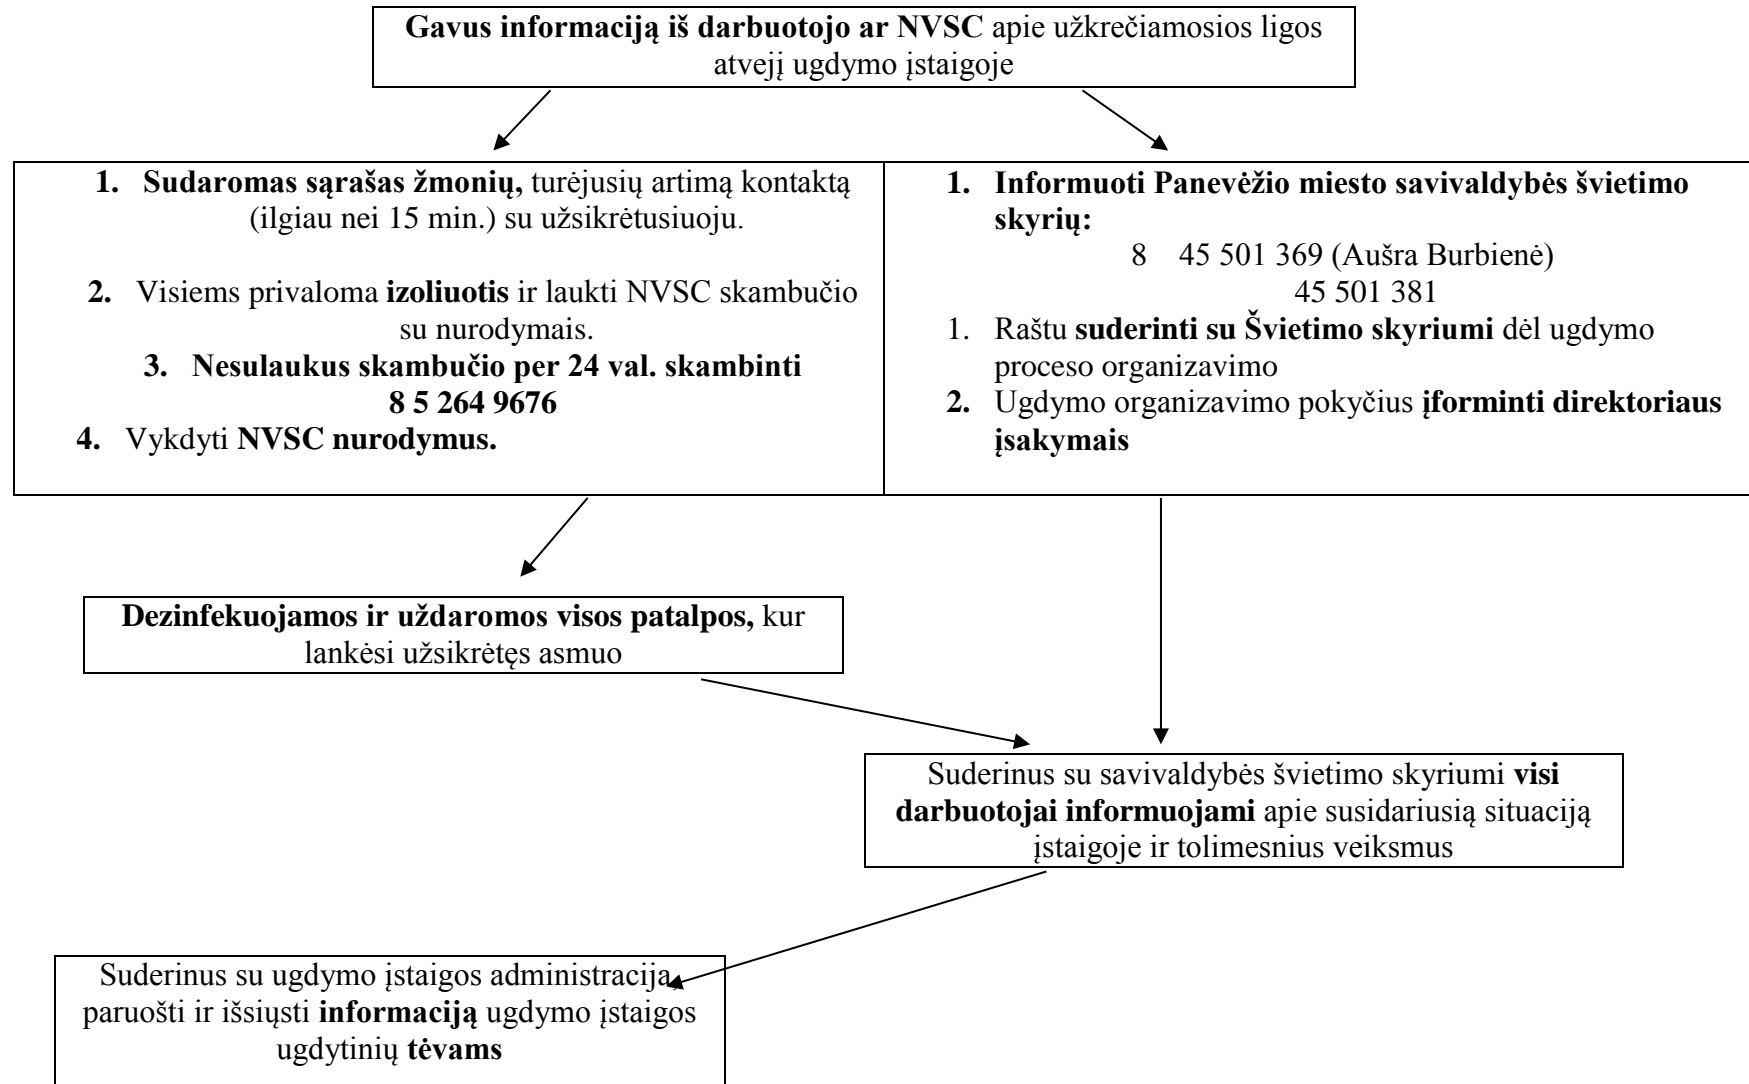 Gavus informaciją iš darbuotojo ar NVSC apie užkrečiamosios ligos
atvejį ugdymo įstaigoje
1. Sudaromas sąrašas žmonių, turėjusių artimą kontaktą
(ilgiau nei 15 min.) su užsikrėtusiuoju.
2. Visiems privaloma izoliuotis ir laukti NVSC skambučio
su nurodymais.
3. Nesulaukus skambučio per 24 val. skambinti
8 5 264 9676
4. Vykdyti NVSC nurodymus.
1. Informuoti Panevėžio miesto savivaldybės švietimo
skyrių:
8 45 501 369 (Aušra Burbienė)
45 501 381
1. Raštu suderinti su Švietimo skyriumi dėl ugdymo
proceso organizavimo
2. Ugdymo organizavimo pokyčius įforminti direktoriaus
įsakymais
Dezinfekuojamos ir uždaromos visos patalpos, kur
lankėsi užsikrėtęs asmuo
Suderinus su savivaldybės švietimo skyriumi visi
darbuotojai informuojami apie susidariusią situaciją
įstaigoje ir tolimesnius veiksmus
Suderinus su ugdymo įstaigos administracija,
paruošti ir išsiųsti informaciją ugdymo įstaigos
ugdytinių tėvams